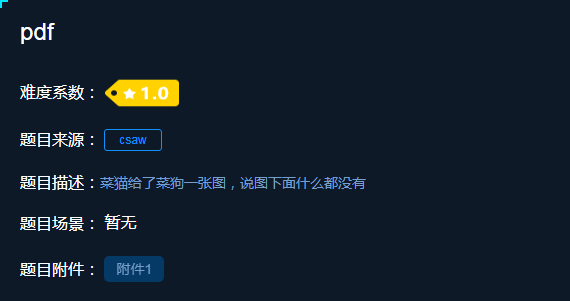 pdf
难度系数： 1.0
题目来源： csaw
题目描述：菜猫给了菜狗一张图，说图下面什么都没有
题目场景： 暂无
题目附件： 附件1